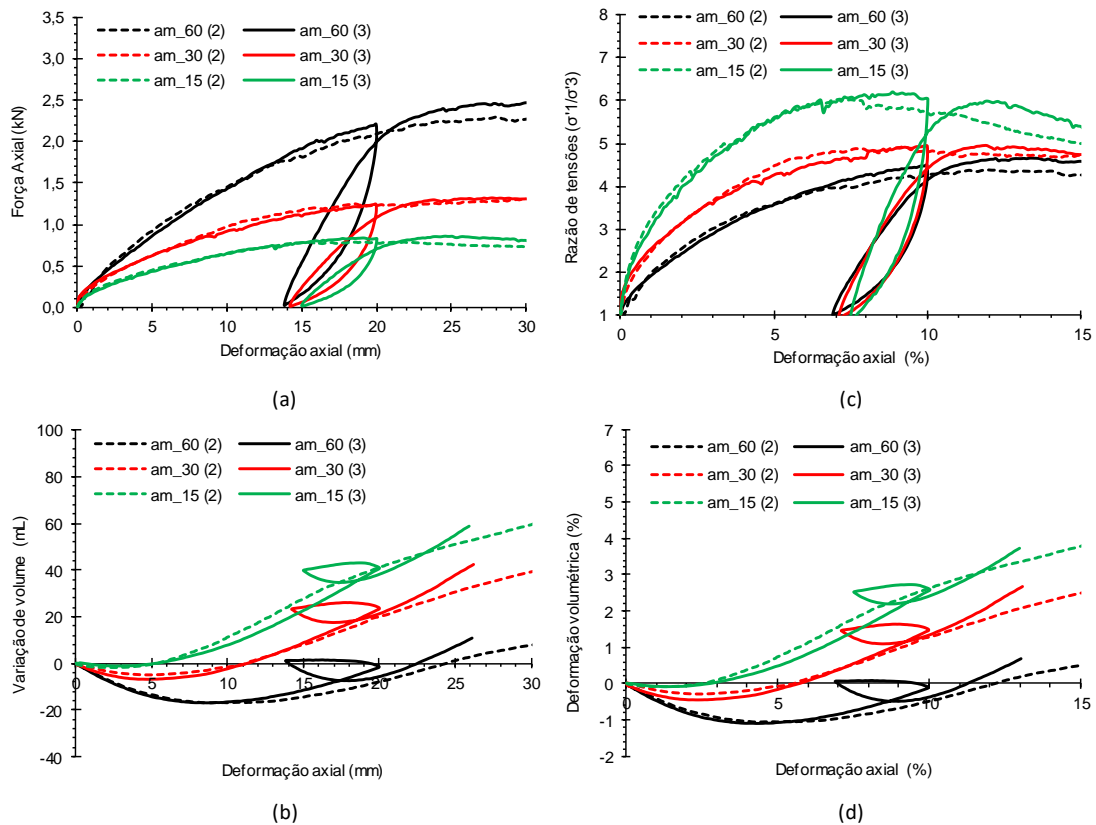 am_60 (2) am_60 (3)
am_30 (2) am_30 (3)
am_15 (2) am_15 (3)
Força Axial (kN)
3,5
3,0
2,5
2,0
1,5
1,0
0,5
0,0
0 5 10 15 20 25 30
Deformação axial (mm)
(a)
am_60 (2) am_60 (3)
am_30 (2) am_30 (3)
am_15 (2) am_15 (3)
Razão de tensões (σ'1/σ'3)
8
7
6
5
4
3
2
1
0 5 10 15
Deformação axial (%)
(c)
am_60 (2) am_60 (3)
am_30 (2) am_30 (3)
am_15 (2) am_15 (3)
Variação de volume (mL)
100
80
60
40
20
0
-20
-40
0 5 10 15 20 25 30
Deformação axial (mm)
(b)
am_60 (2) am_60 (3)
am_30 (2) am_30 (3)
am_15 (2) am_15 (3)
Deformação volumétrica (%)
7
6
5
4
3
2
1
0
-1
-2
0 5 10 15
Deformação axial (%)
(d)